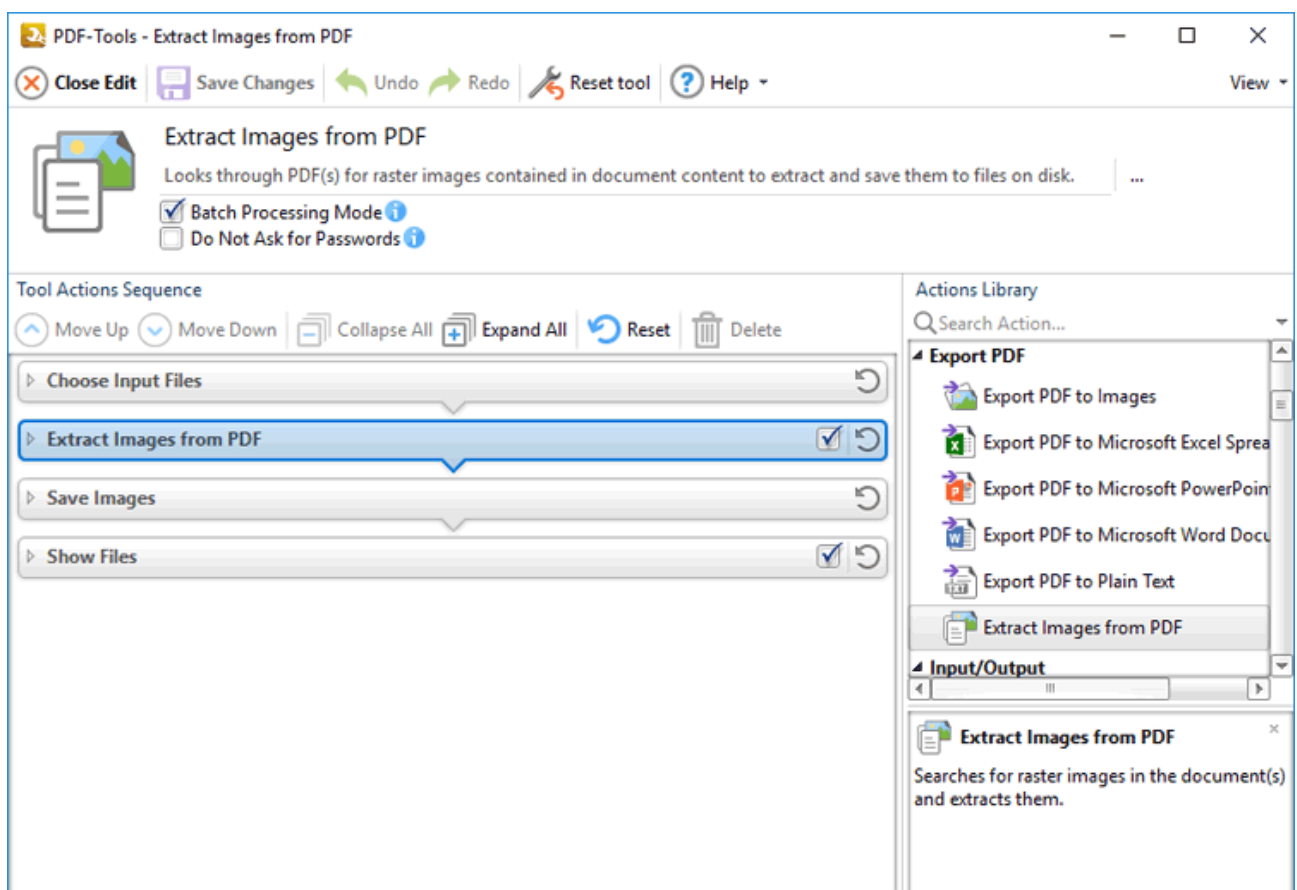 PDF-Tools - Extract Images from PDF
Close Edit Save Changes Undo Redo Reset tool ? Help View
Extract Images from PDF
Looks through PDF(s) for raster images contained in document content to extract and save them to files on disk. ...
Batch Processing Mode i
Do Not Ask for Passwords i
Tool Actions Sequence
Move Up Move Down Collapse All Expand All Reset Delete
Choose Input Files
Extract Images from PDF
Save Images
Show Files
Actions Library
Search Action...
Export PDF
Export PDF to Images
Export PDF to Microsoft Excel Sprea
Export PDF to Microsoft PowerPoin
Export PDF to Microsoft Word Docu
Export PDF to Plain Text
Extract Images from PDF
Input/Output
Extract Images from PDF
Searches for raster images in the document(s)
and extracts them.